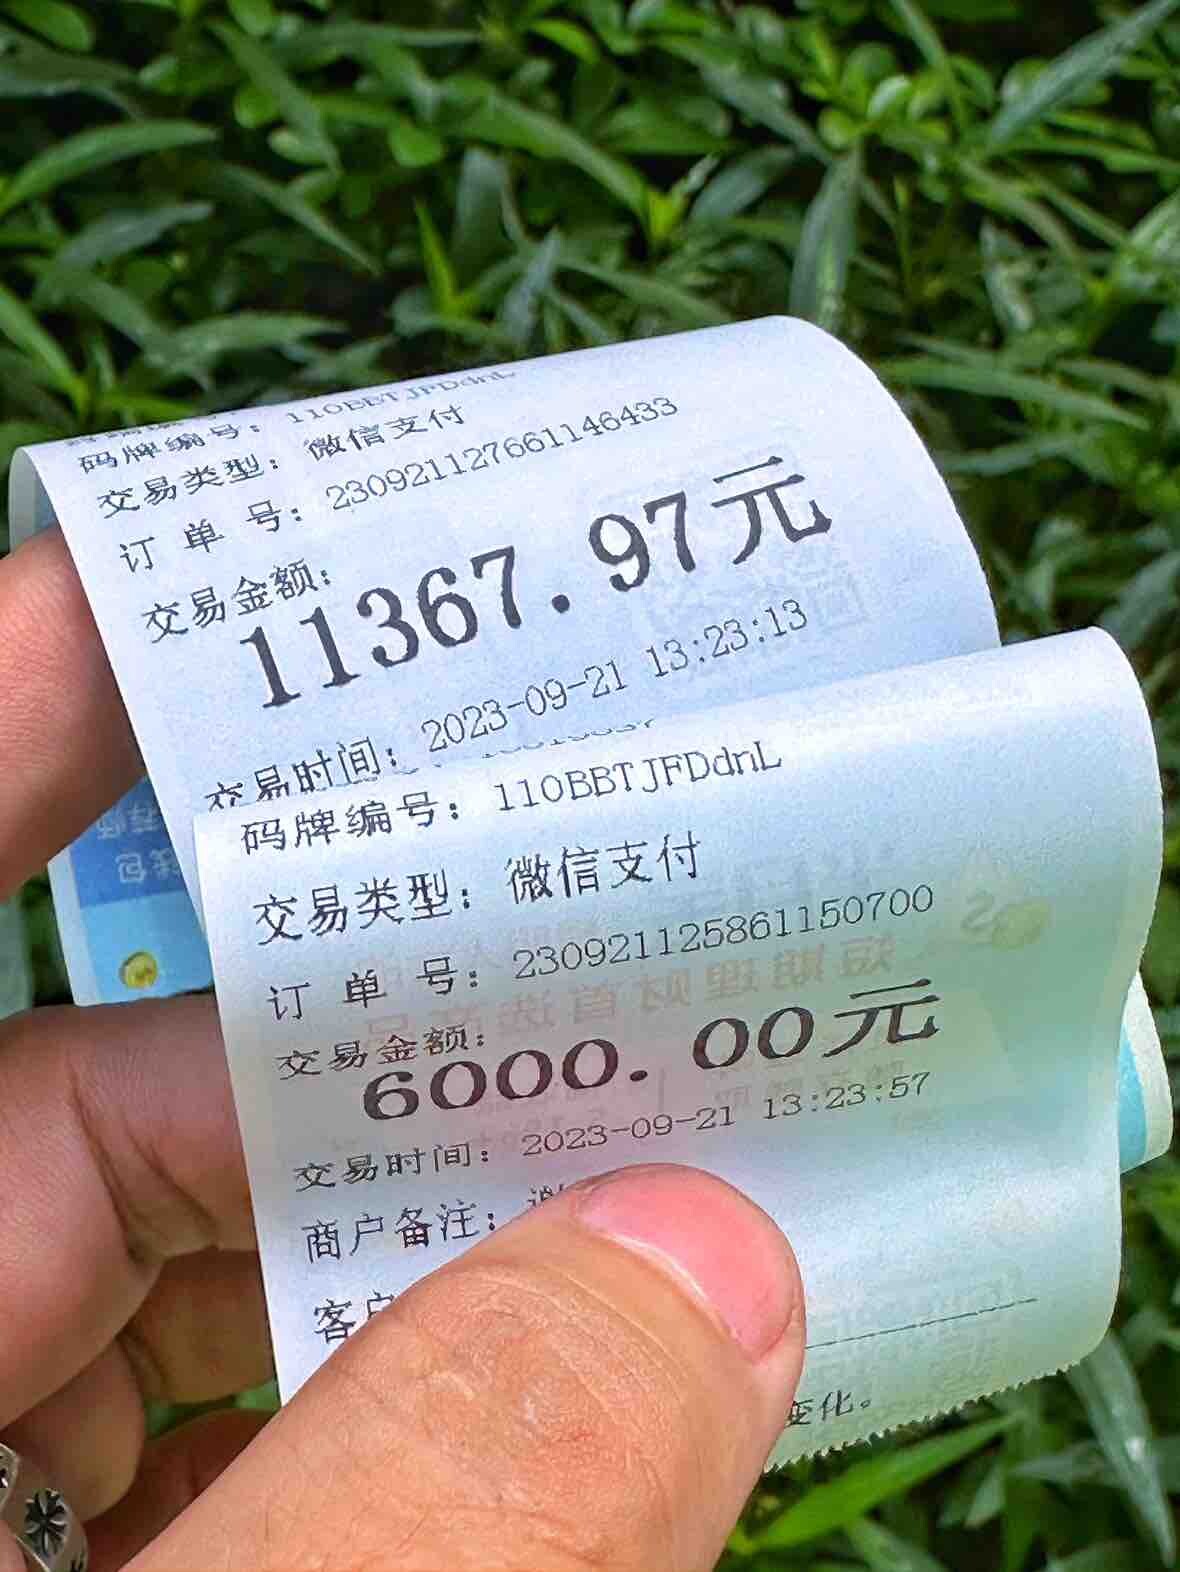 码牌编号: 110BBTJFDdnL
交易类型: 微信支付
订 单 号: 230921127661146433
交易金额:
11367.97元
交易时间: 2023-09-21 13:23:13
码牌编号: 110BBTJFDdnL
交易类型: 微信支付
订 单 号: 230921125861150700
交易金额:
6000.00元
交易时间: 2023-09-21 13:23:57
商户备注:
客户
变化。